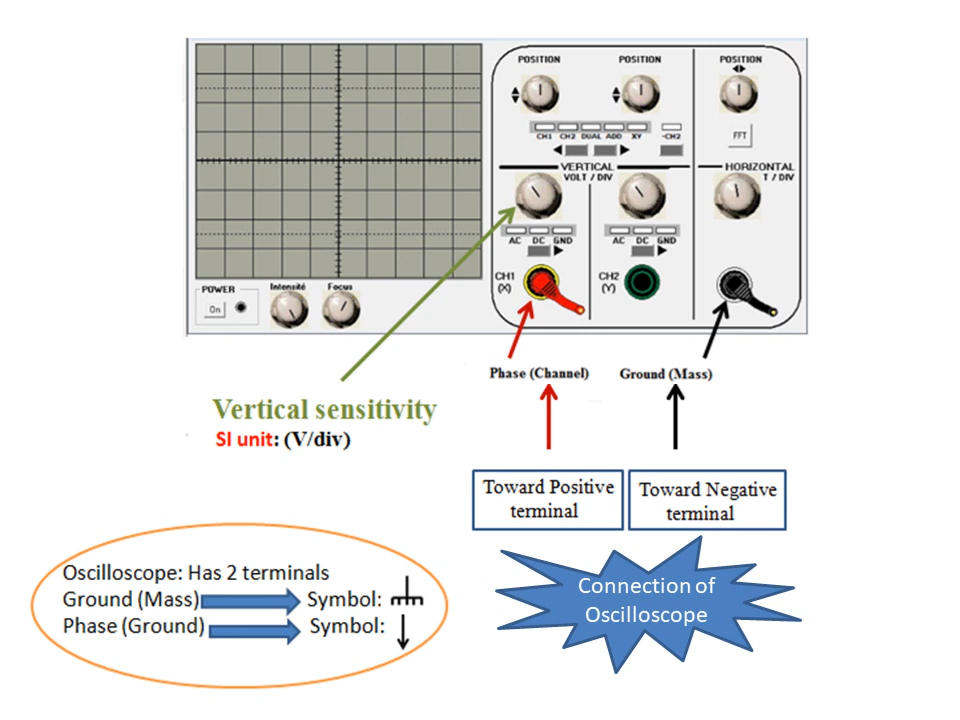 POSITION
POSITION
POSITION
CH1 CH2 DUAL ADD XY
-CH2
FFT
VERTICAL
VOLT / DIV
HORIZONTAL
T / DIV
AC DC GND
AC DC GND
CH1
(X)
CH2
(Y)
POWER
On
Intensité
Focus
Phase (Channel)
Ground (Mass)
Vertical sensitivity
SI unit: (V/div)
Toward Positive
terminal
Toward Negative
terminal
Connection of
Oscilloscope
Oscilloscope: Has 2 terminals
Ground (Mass) Symbol:
Phase (Ground) Symbol: